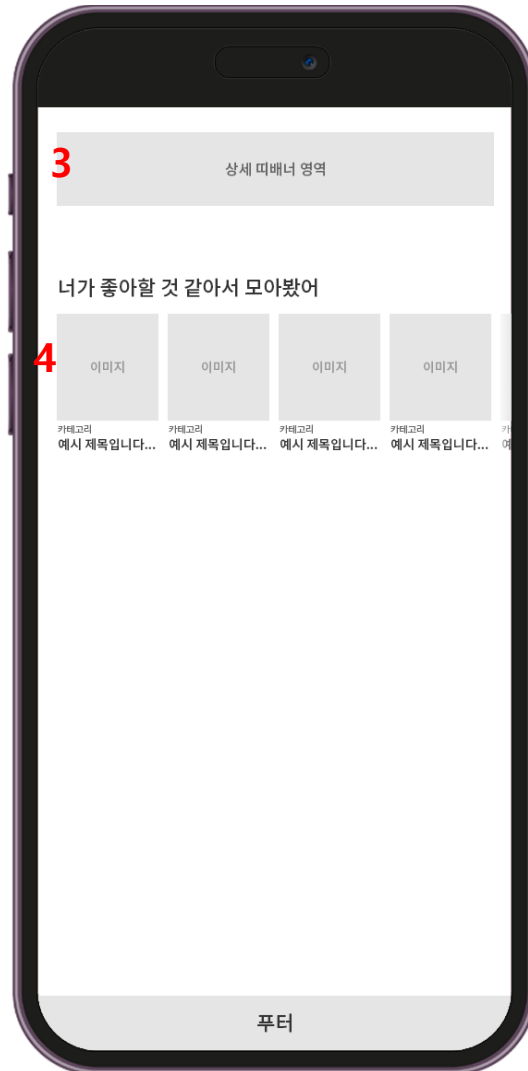 3
상세 띠배너 영역
너가 좋아할 것 같아서 모아봤어
4
이미지 이미지 이미지 이미지
카테고리 카테고리 카테고리 카테고리
예시 제목입니다... 예시 제목입니다... 예시 제목입니다... 예시 제목입니다...
푸터